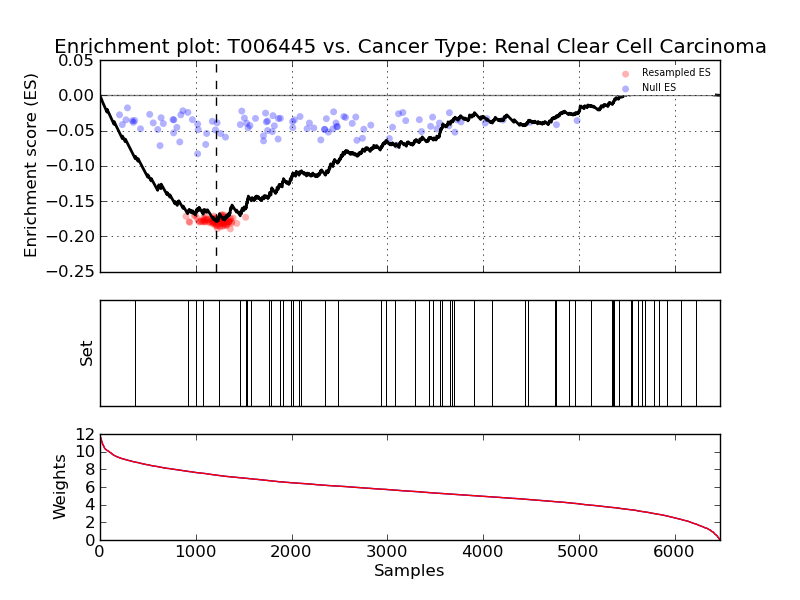 Enrichment plot: T006445 vs. Cancer Type: Renal Clear Cell Carcinoma
Enrichment score (ES)
0.05
0.00
−0.05
−0.10
−0.15
−0.20
−0.25
Resampled ES
Null ES
Set
Weights
12
10
8
6
4
2
0
0 1000 2000 3000 4000 5000 6000
Samples